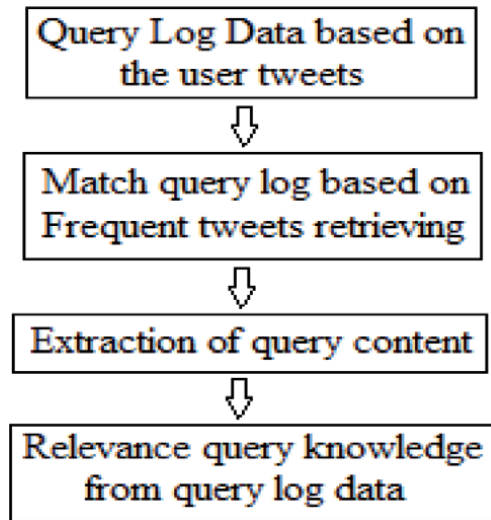 Query Log Data based on
the user tweets
Match query log based on
Frequent tweets retrieving
Extraction of query content
Relevance query knowledge
from query log data